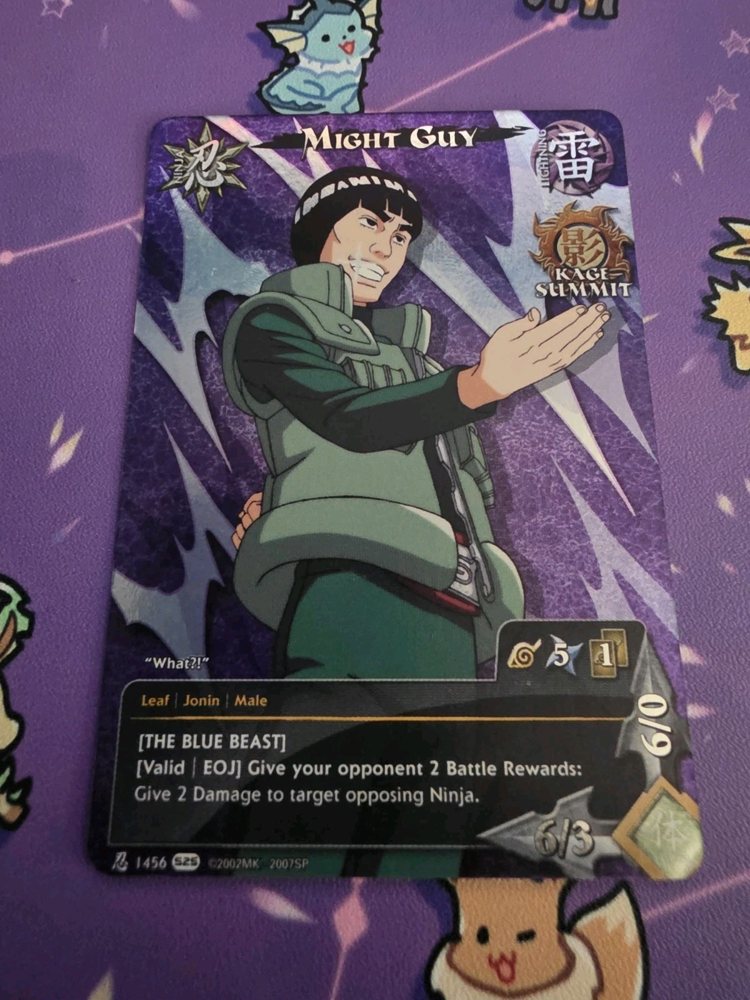 Might Guy
NINJA
忍
LIGHTNING
雷
影
KAGE
SUMMIT
"What?!"
5
1
Leaf | Jonin | Male
[THE BLUE BEAST]
[Valid | EOJ] Give your opponent 2 Battle Rewards:
Give 2 Damage to target opposing Ninja.
6/0
6/3
体
忍 1456 S25 ©2002MK 2007SP